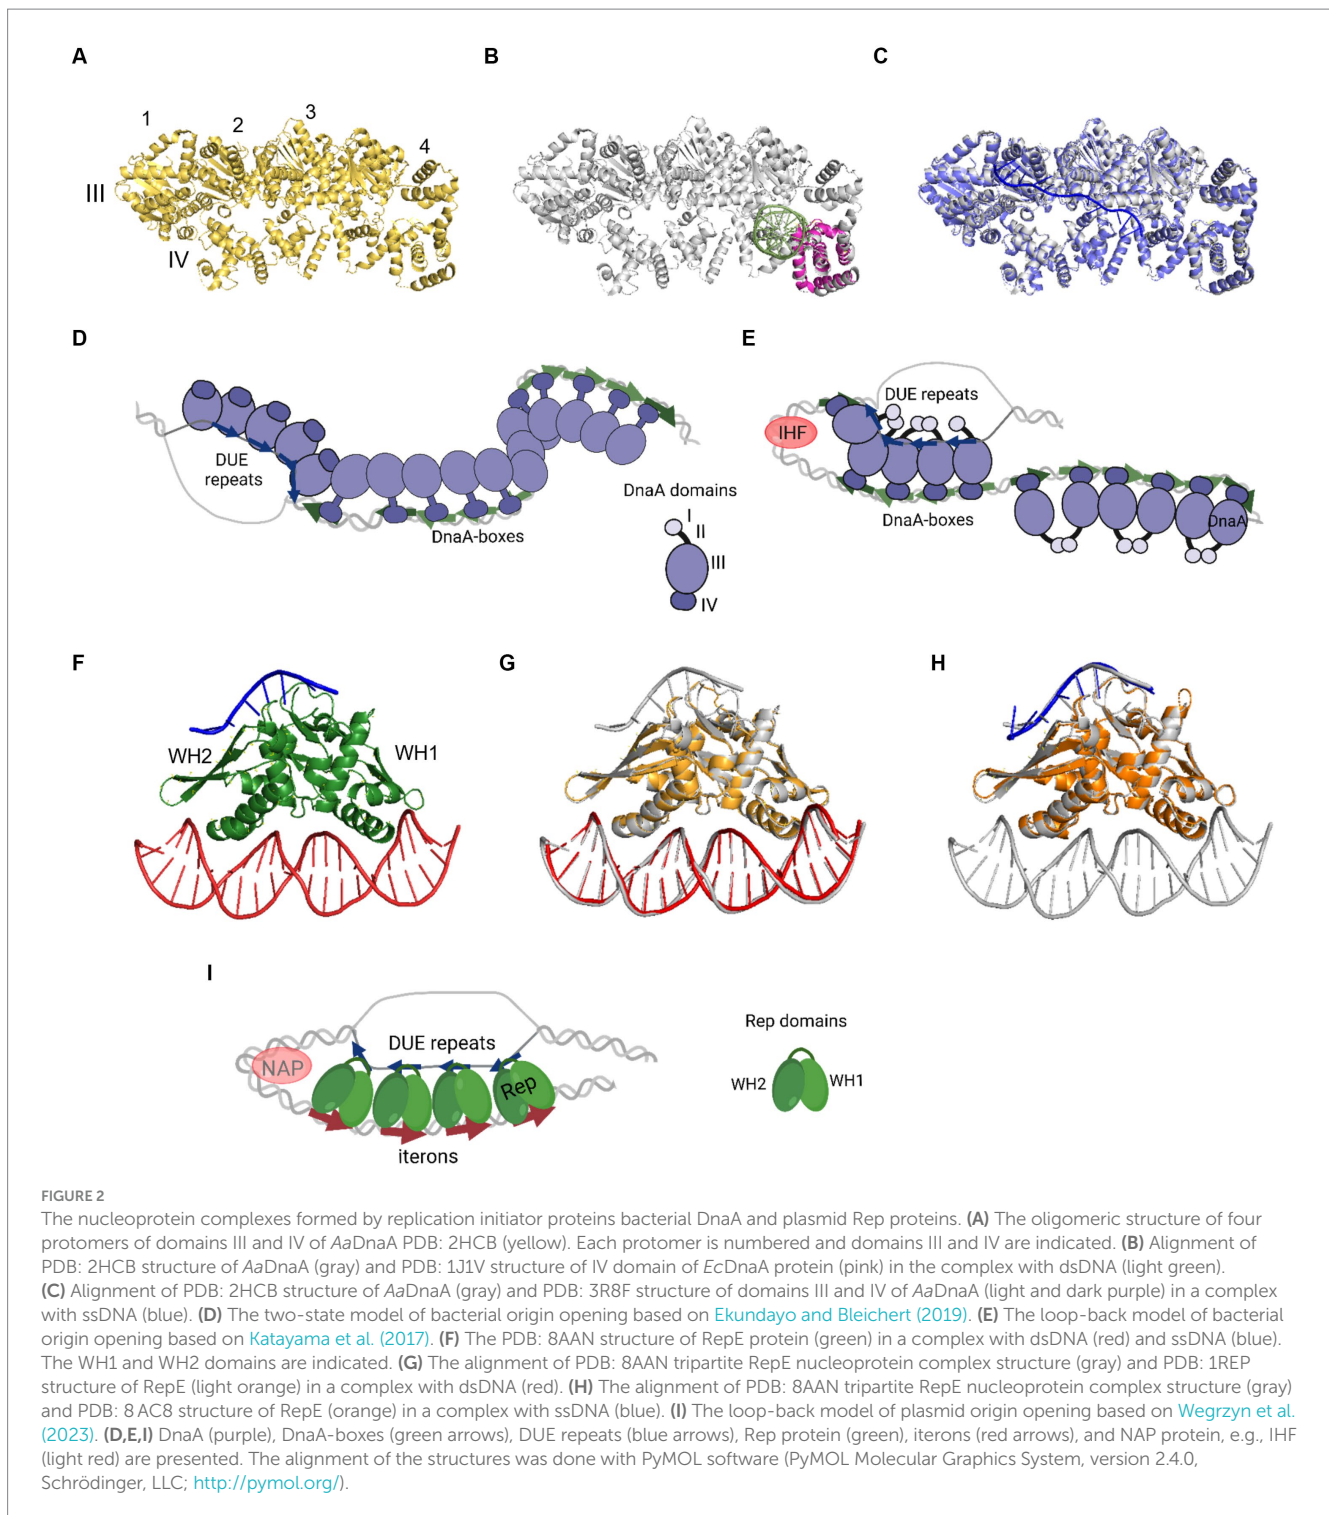 A
B
C
1
2
3
4
III
IV
D
E
DUE
repeats
DnaA-boxes
DnaA domains
I
II
III
IV
DUE repeats
IHF
DnaA-boxes
DnaA
F
G
H
WH2
WH1
I
DUE repeats
NAP
Rep
iterons
Rep domains
WH2
WH1
FIGURE 2
The nucleoprotein complexes formed by replication initiator proteins bacterial DnaA and plasmid Rep proteins. (A) The oligomeric structure of four
protomers of domains III and IV of AaDnaA PDB: 2HCB (yellow). Each protomer is numbered and domains III and IV are indicated. (B) Alignment of
PDB: 2HCB structure of AaDnaA (gray) and PDB: 1J1V structure of IV domain of EcDnaA protein (pink) in the complex with dsDNA (light green).
(C) Alignment of PDB: 2HCB structure of AaDnaA (gray) and PDB: 3R8F structure of domains III and IV of AaDnaA (light and dark purple) in a complex
with ssDNA (blue). (D) The two-state model of bacterial origin opening based on Ekundayo and Bleichert (2019). (E) The loop-back model of bacterial
origin opening based on Katayama et al. (2017). (F) The PDB: 8AAN structure of RepE protein (green) in a complex with dsDNA (red) and ssDNA (blue).
The WH1 and WH2 domains are indicated. (G) The alignment of PDB: 8AAN tripartite RepE nucleoprotein complex structure (gray) and PDB: 1REP
structure of RepE (light orange) in a complex with dsDNA (red). (H) The alignment of PDB: 8AAN tripartite RepE nucleoprotein complex structure (gray)
and PDB: 8 AC8 structure of RepE (orange) in a complex with ssDNA (blue). (I) The loop-back model of plasmid origin opening based on Wegrzyn et al.
(2023). (D,E,I) DnaA (purple), DnaA-boxes (green arrows), DUE repeats (blue arrows), Rep protein (green), iterons (red arrows), and NAP protein, e.g., IHF
(light red) are presented. The alignment of the structures was done with PyMOL software (PyMOL Molecular Graphics System, version 2.4.0,
Schrödinger, LLC; http://pymol.org/).